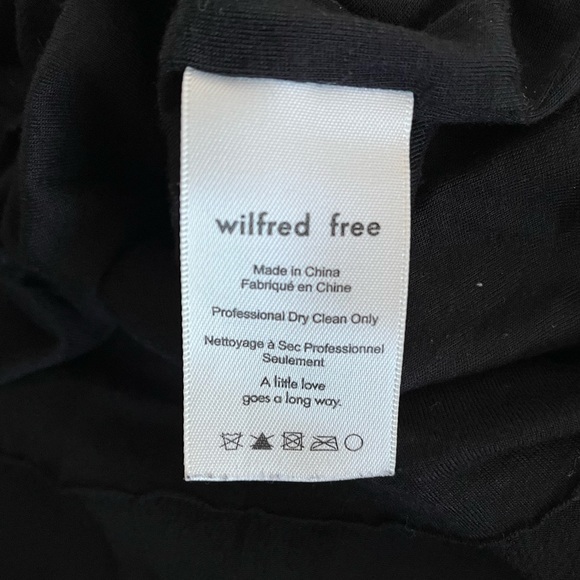 wilfred free
Made in China
Fabriqué en Chine
Professional Dry Clean Only
Nettoyage à Sec Professionnel
Seulement
A little love
goes a long way.